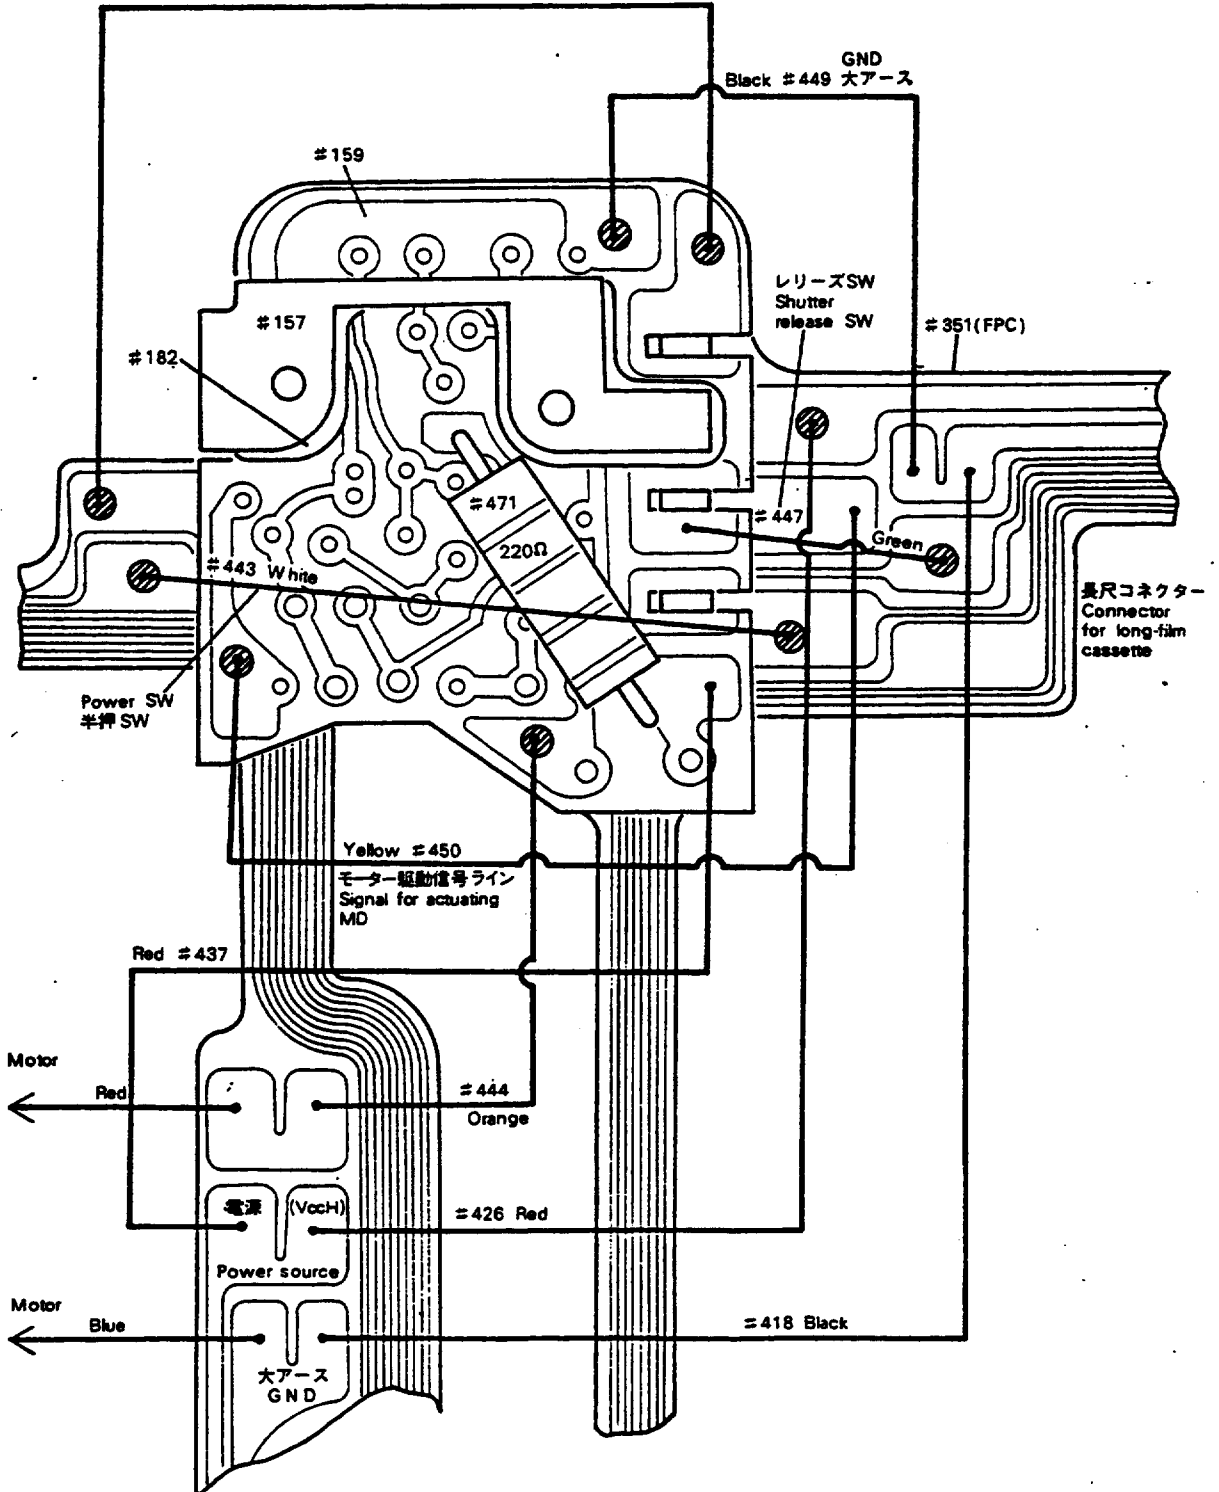 GND
Black #449 大アース
#159
レリーズSW
Shutter
release SW
#157
#351(FPC)
#182
#471
#447
220Ω
Green
#443 White
長尺コネクター
Connector
for long-film
cassette
Power SW
半押SW
Yellow #450
モーター駆動信号ライン
Signal for actuating
MD
Red #437
Motor
Red
#444
Orange
電源 (VccH)
#426 Red
Power source
Motor
Blue
#418 Black
大アース
GND